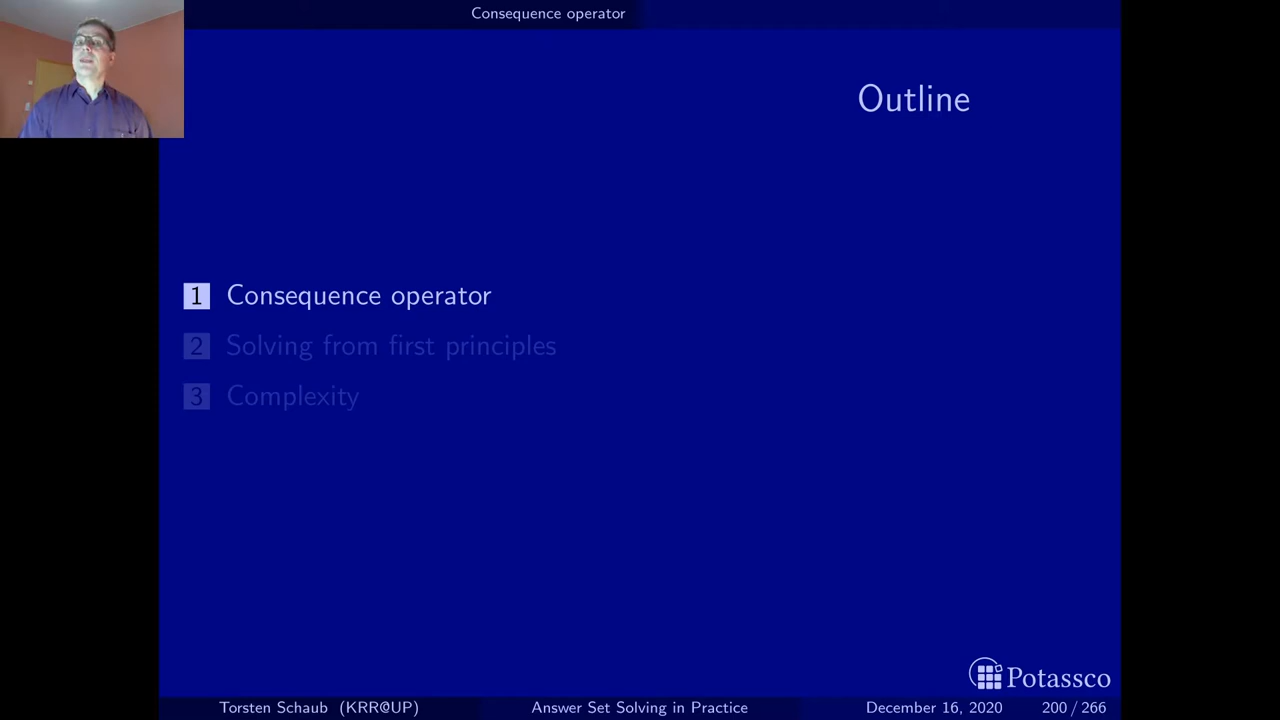 Consequence operator
Outline
1 Consequence operator
2 Solving from first principles
3 Complexity
Potassco
Torsten Schaub (KRR@UP) Answer Set Solving in Practice December 16, 2020 200 / 266